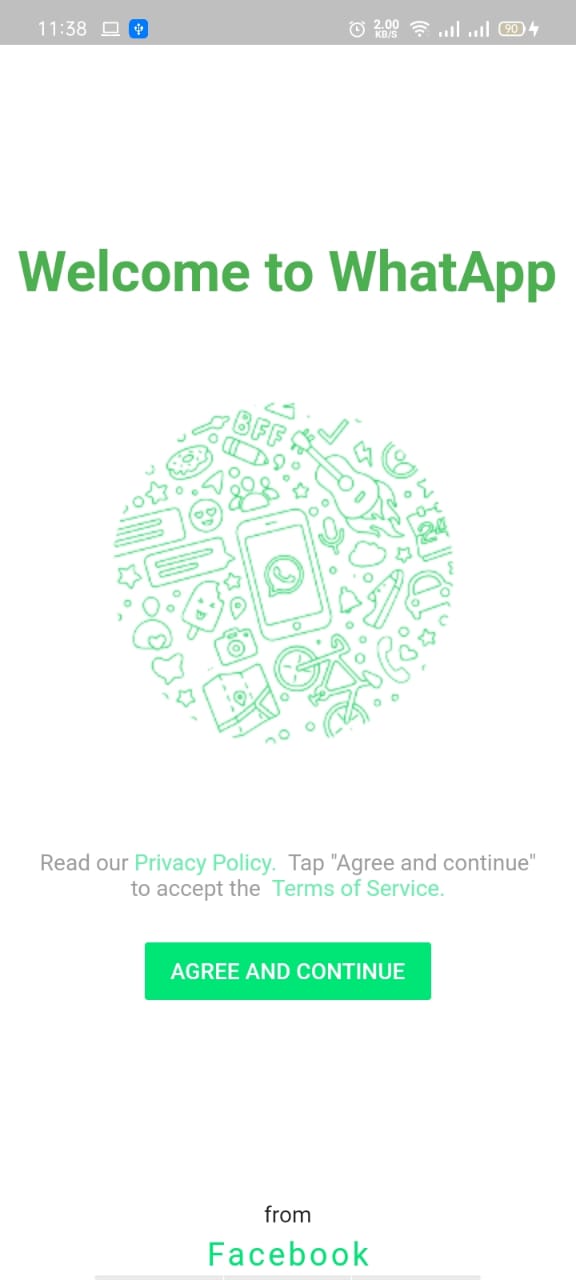 11:38 2.00 KB/S 90
Welcome to WhatApp
BFF
24
Read our Privacy Policy. Tap "Agree and continue"
to accept the Terms of Service.
AGREE AND CONTINUE
from
Facebook